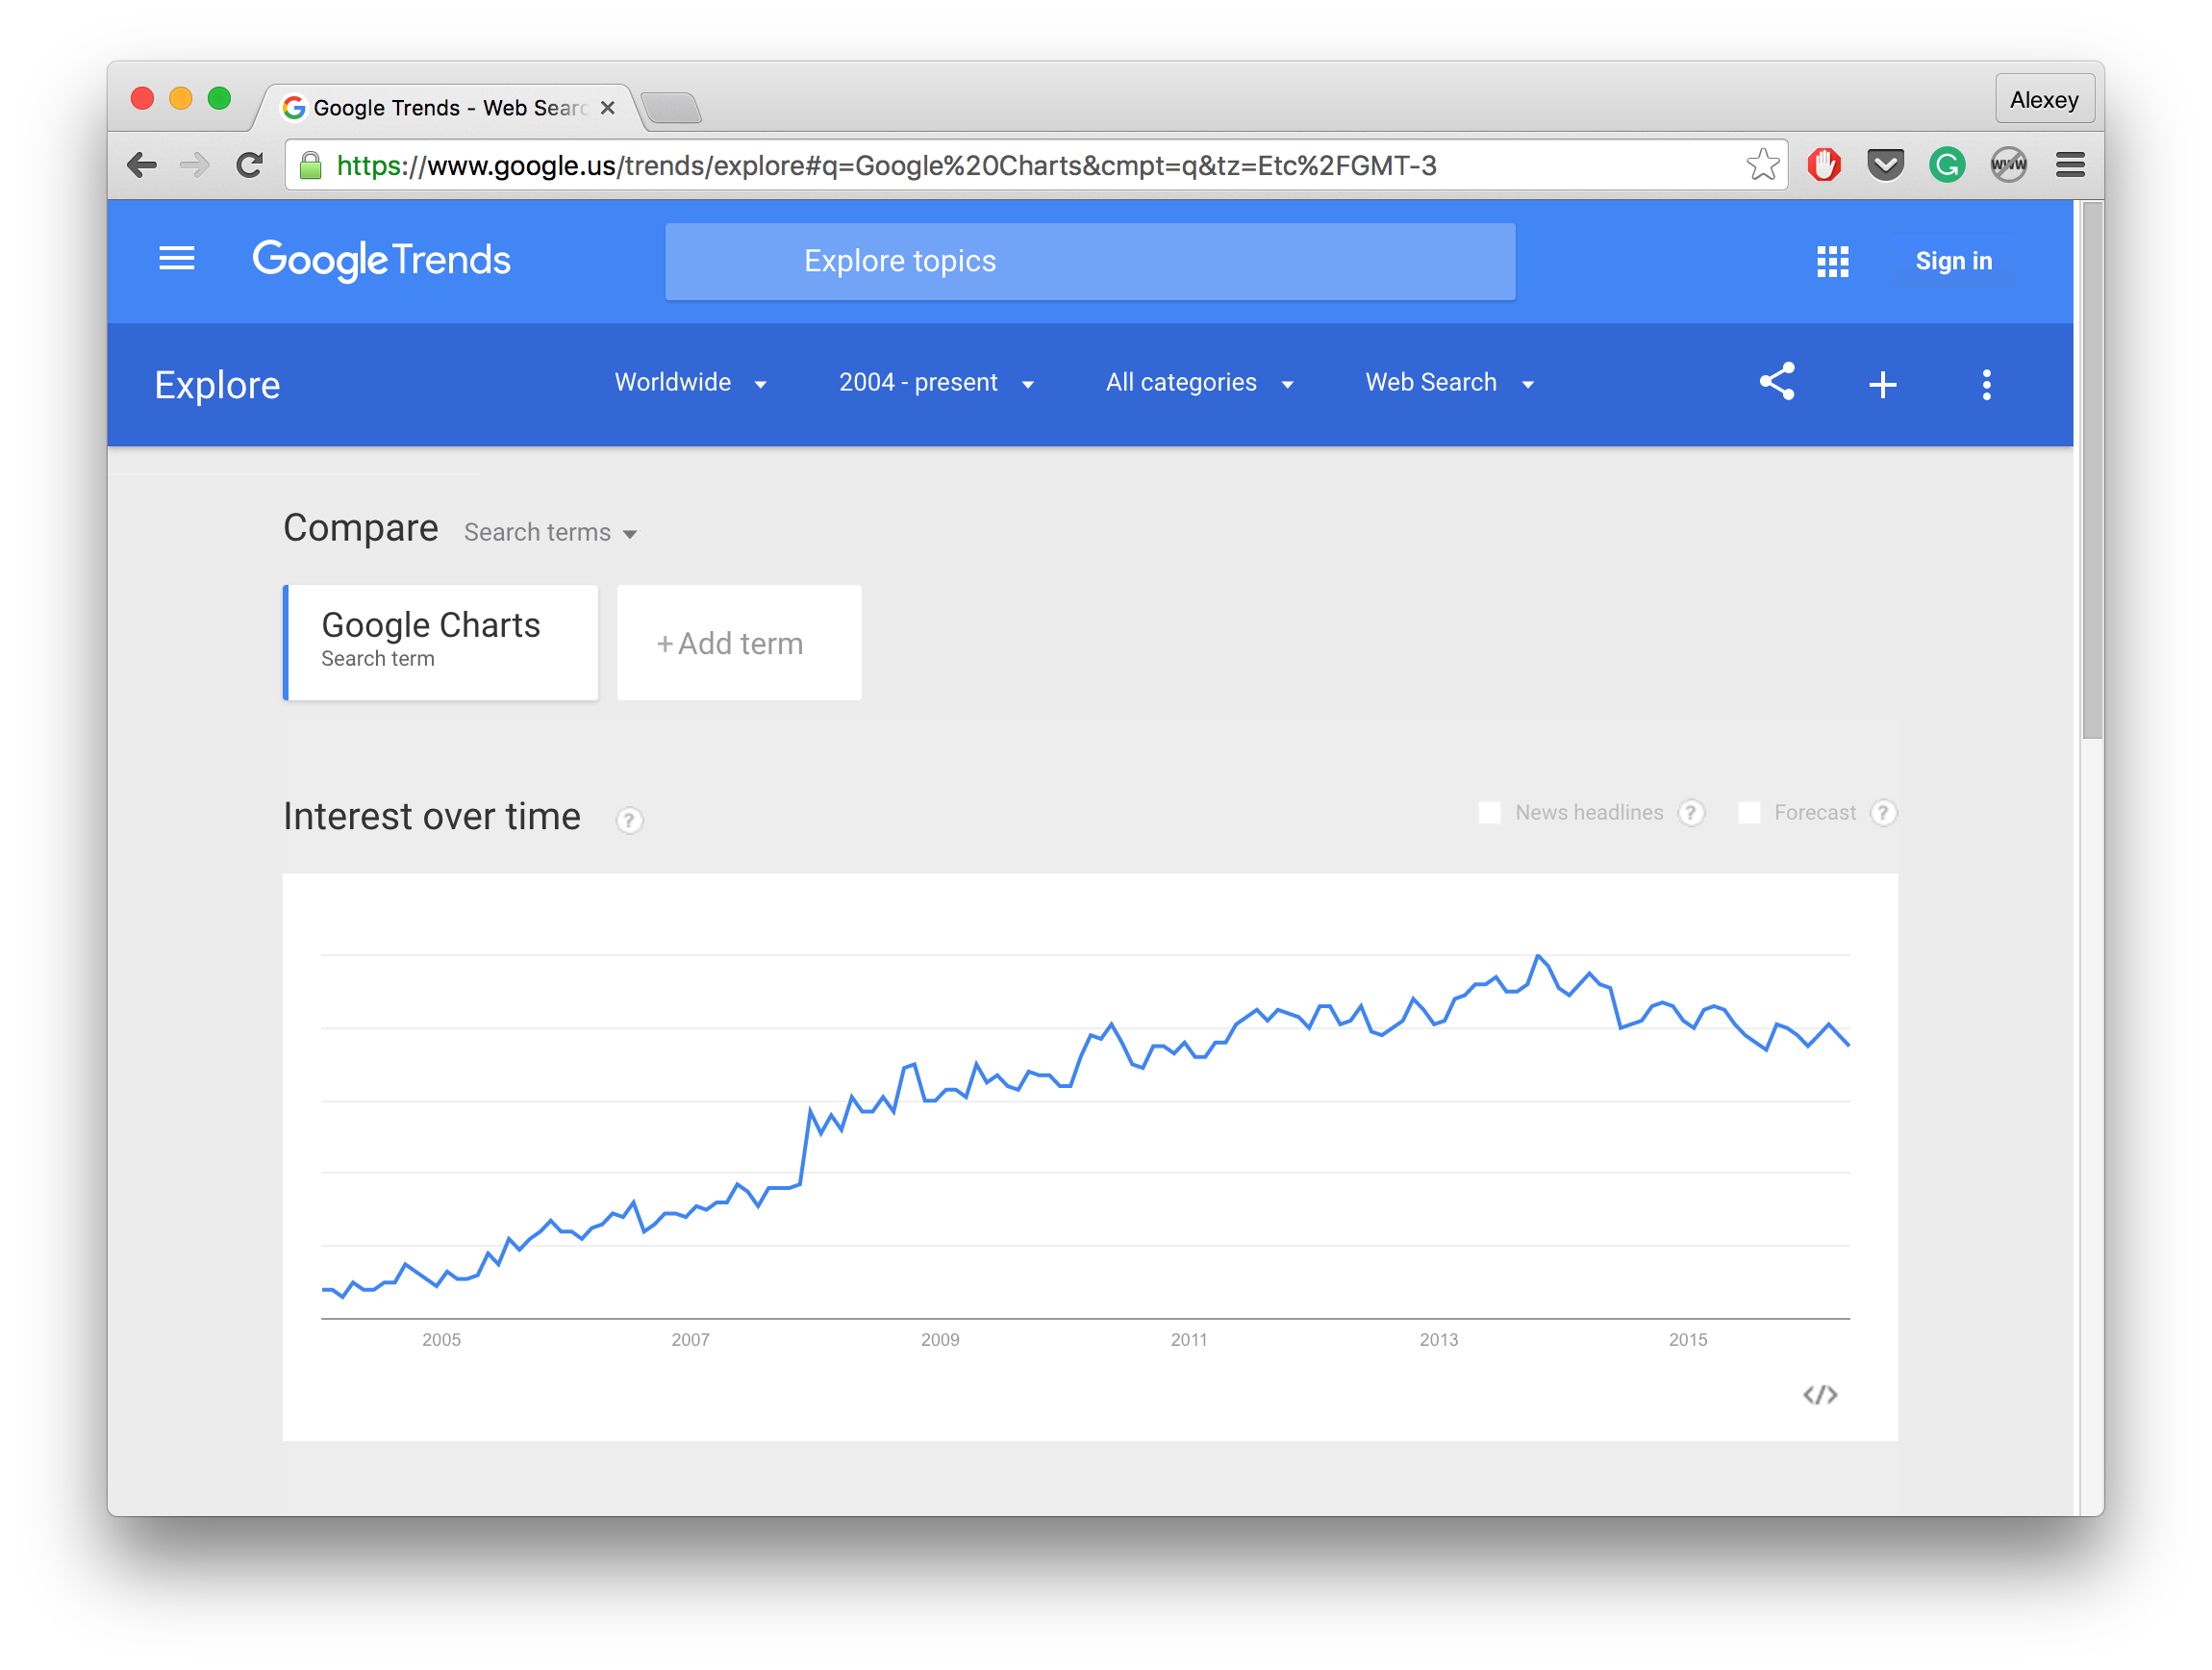 Google Trends - Web Searc
Alexey
https://www.google.us/trends/explore#q=Google%20Charts&cmpt=q&tz=Etc%2FGMT-3
G
www
Google Trends
Explore topics
Sign in
Explore
Worldwide
2004 - present
All categories
Web Search
Compare
Search terms
Google Charts
Search term
+ Add term
Interest over time ?
News headlines ?
Forecast ?
2005 2007 2009 2011 2013 2015
</>